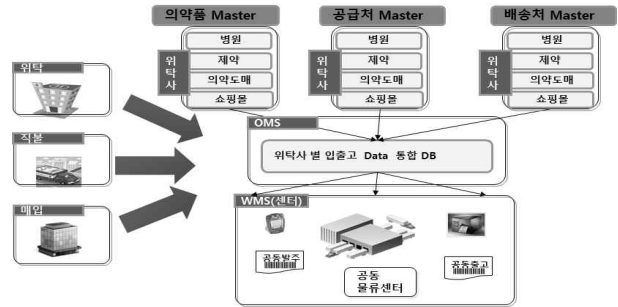 의약품 Master
공급처 Master
배송처 Master
위탁사
병원
제약
의약도매
쇼핑몰
위탁사
병원
제약
의약도매
쇼핑몰
위탁사
병원
제약
의약도매
쇼핑몰
위탁
직불
매입
OMS
위탁사 별 입출고 Data 통합 DB
WMS(센터)
공동발주
공동출고
공동
물류센터